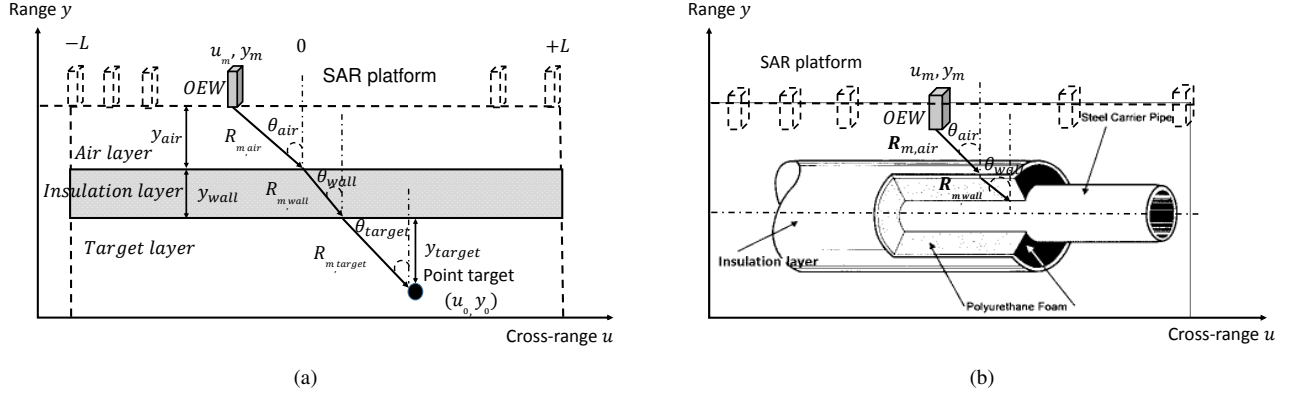 Range y
−L
u_m, y_m
0
+L
OEW
SAR platform
y_air
θ_air
R_m,air
Air layer
Insulation layer
y_wall
θ_wall
R_m,wall
Target layer
θ_target
R_m,target
y_target
Point target
(u_0, y_0)
Cross-range u
(a)
Range y
SAR platform
u_m, y_m
OEW
θ_air
R_m,air
Steel Carrier Pipe
θ_wall
R_m,wall
Insulation layer
Polyurethane Foam
Cross-range u
(b)